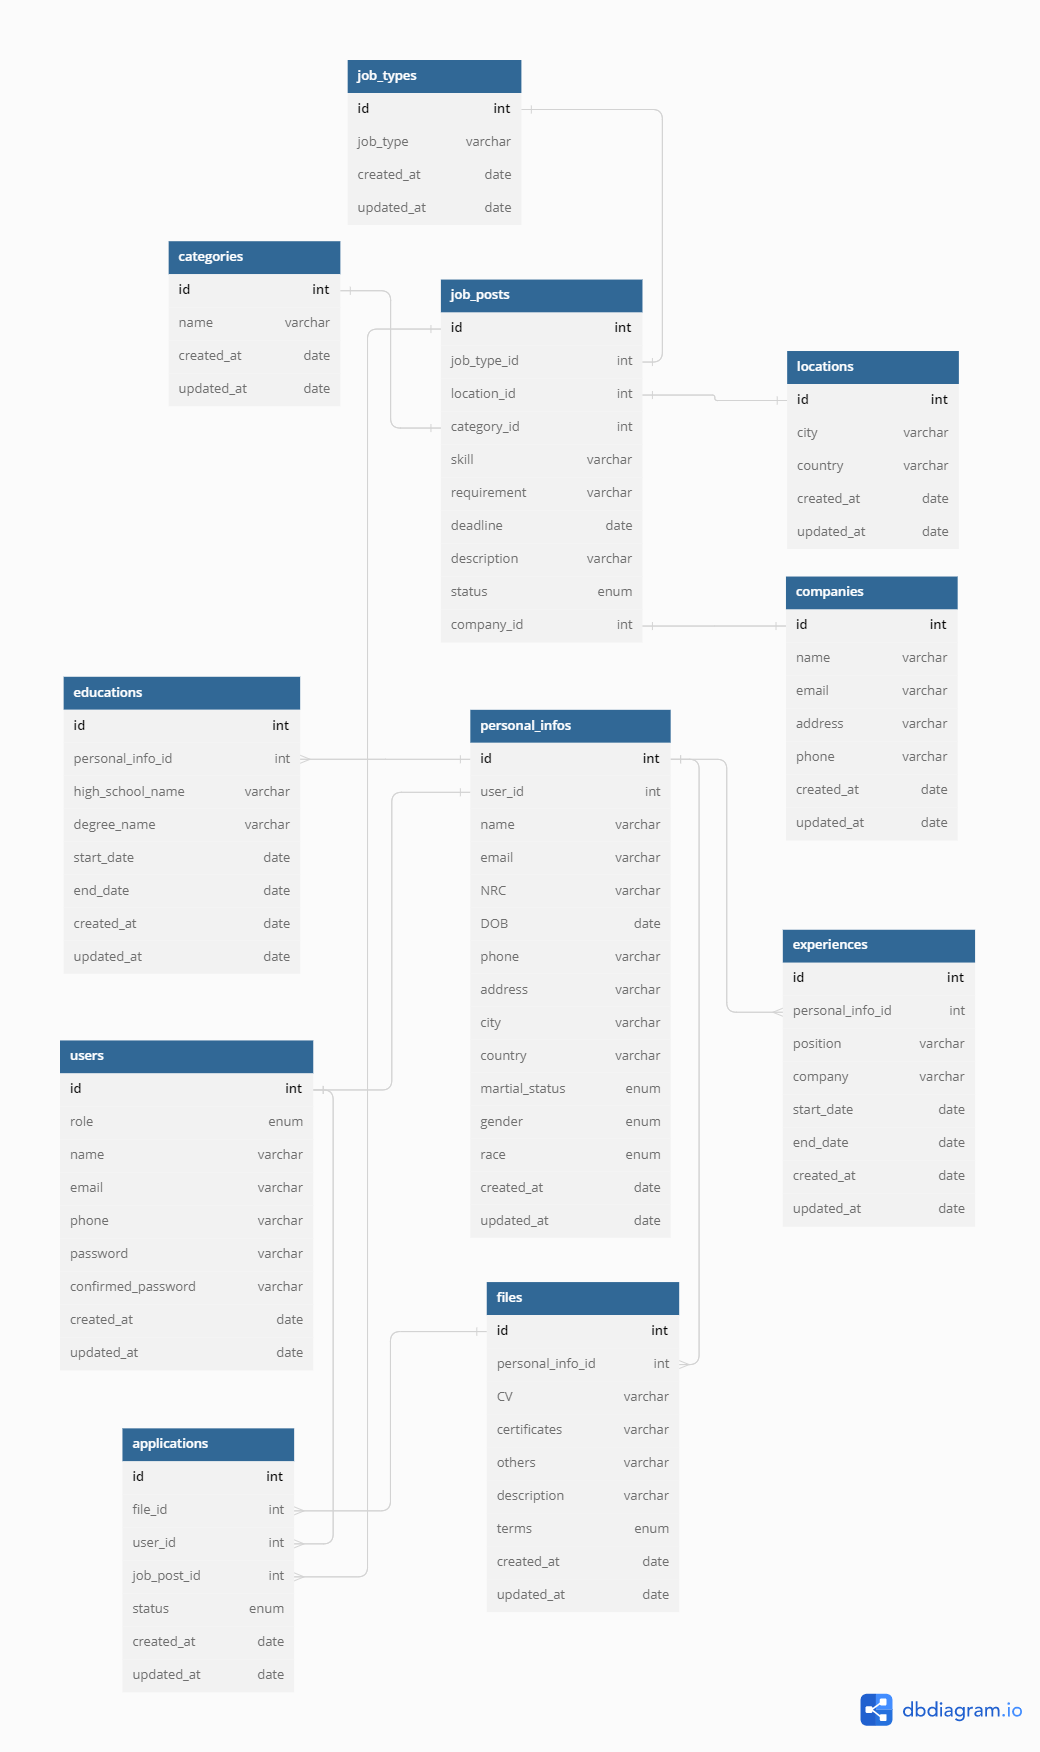 job_types
id int
job_type varchar
created_at date
updated_at date
categories
id int
name varchar
created_at date
updated_at date
job_posts
id int
job_type_id int
location_id int
category_id int
skill varchar
requirement varchar
deadline date
description varchar
status enum
company_id int
locations
id int
city varchar
country varchar
created_at date
updated_at date
companies
id int
name varchar
email varchar
address varchar
phone varchar
created_at date
updated_at date
educations
id int
personal_info_id int
high_school_name varchar
degree_name varchar
start_date date
end_date date
created_at date
updated_at date
personal_infos
id int
user_id int
name varchar
email varchar
NRC varchar
DOB date
phone varchar
address varchar
city varchar
country varchar
martial_status enum
gender enum
race enum
created_at date
updated_at date
experiences
id int
personal_info_id int
position varchar
company varchar
start_date date
end_date date
created_at date
updated_at date
users
id int
role enum
name varchar
email varchar
phone varchar
password varchar
confirmed_password varchar
created_at date
updated_at date
files
id int
personal_info_id int
CV varchar
certificates varchar
others varchar
description varchar
terms enum
created_at date
updated_at date
applications
id int
file_id int
user_id int
job_post_id int
status enum
created_at date
updated_at date
dbdiagram.io